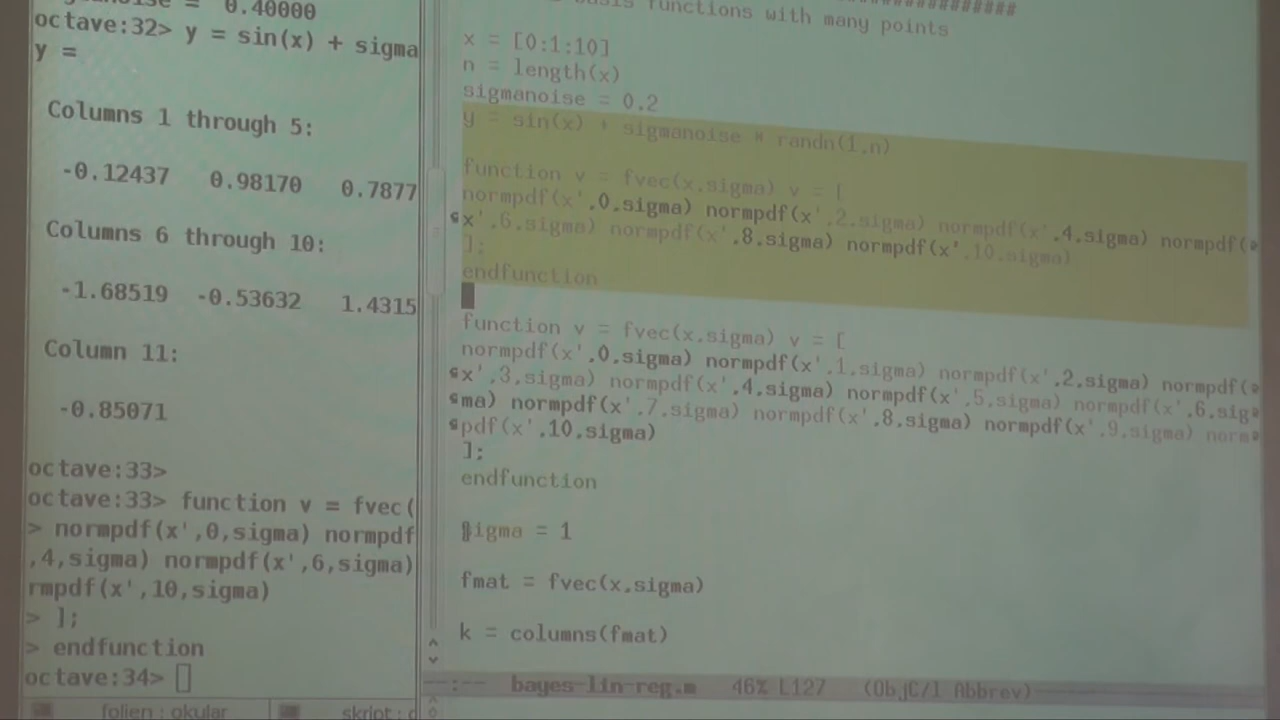 = 0.40000
octave:32> y = sin(x) + sigma
y =
Columns 1 through 5:
-0.12437 0.98170 0.7877
Columns 6 through 10:
-1.68519 -0.53632 1.4315
Column 11:
-0.85071
octave:33>
octave:33> function v = fvec(
> normpdf(x',0,sigma) normpdf
,4,sigma) normpdf(x',6,sigma)
rmpdf(x',10,sigma)
> ];
> endfunction
octave:34>
folien : okular
skript :
functions with many points
x = [0:1:10]
n = length(x)
sigmanoise = 0.2
y = sin(x) + sigmanoise * randn(1,n)
function v = fvec(x,sigma) v = [
normpdf(x',0,sigma) normpdf(x',2,sigma) normpdf(x',4,sigma) normpdf(
x',6,sigma) normpdf(x',8,sigma) normpdf(x',10,sigma)
];
endfunction
function v = fvec(x,sigma) v = [
normpdf(x',0,sigma) normpdf(x',1,sigma) normpdf(x',2,sigma) normpdf(
x',3,sigma) normpdf(x',4,sigma) normpdf(x',5,sigma) normpdf(x',6,sig
ma) normpdf(x',7,sigma) normpdf(x',8,sigma) normpdf(x',9,sigma) norm
pdf(x',10,sigma)
];
endfunction
sigma = 1
fmat = fvec(x,sigma)
k = columns(fmat)
--:-- bayes-lin-reg.m 46% L127 (ObjC/l Abbrev)